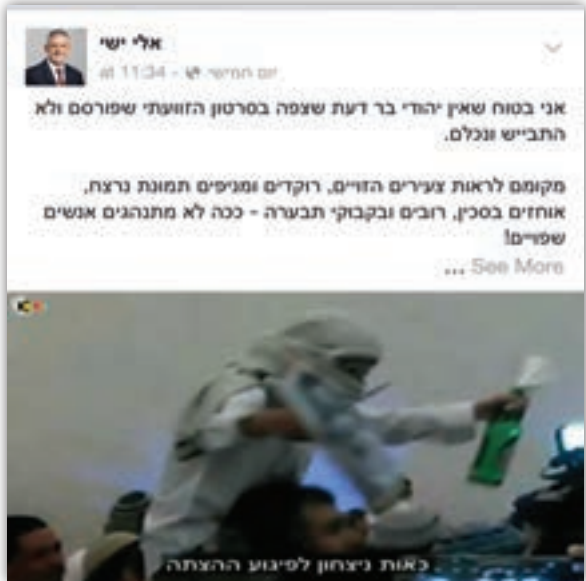 אלי ישי
יום חמישי at 11:34 -
אני בטוח שאין יהודי בר דעת שצפה בסרטון הזוועתי שפורסם ולא
התבייש ונכלם.
מקומם לראות צעירים הזויים, רוקדים ומניפים תמונת נרצח,
אוחזים בסכין, רובים ובקבוקי תבערה - ככה לא מתנהגים אנשים
שפויים!
... See More
כאות ניצחון לפיגוע ההצתה